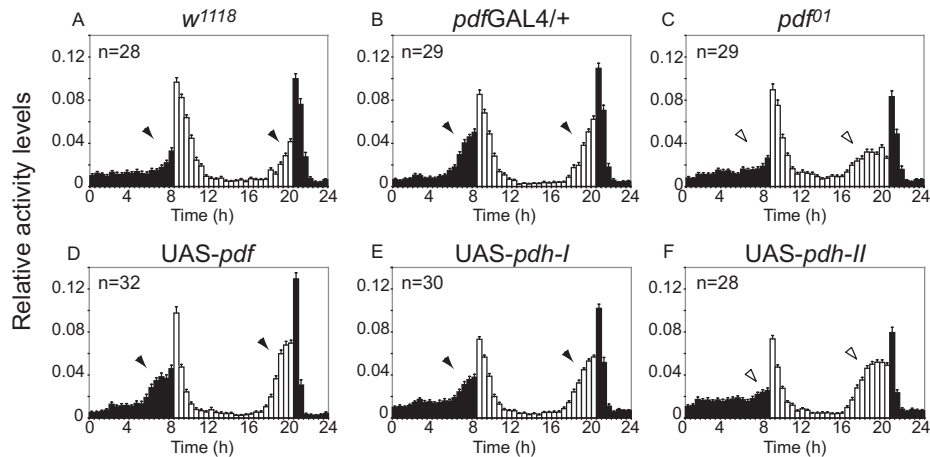 A w1118
n=28
0.12
0.08
0.04
0
0 4 8 12 16 20 24
Time (h)
B pdfGAL4/+
n=29
0.12
0.08
0.04
0
0 4 8 12 16 20 24
Time (h)
C pdf01
n=29
0.12
0.08
0.04
0
0 4 8 12 16 20 24
Time (h)
Relative activity levels
D UAS-pdf
n=32
0.12
0.08
0.04
0
0 4 8 12 16 20 24
Time (h)
E UAS-pdh-I
n=30
0.12
0.08
0.04
0
0 4 8 12 16 20 24
Time (h)
F UAS-pdh-II
n=28
0.12
0.08
0.04
0
0 4 8 12 16 20 24
Time (h)